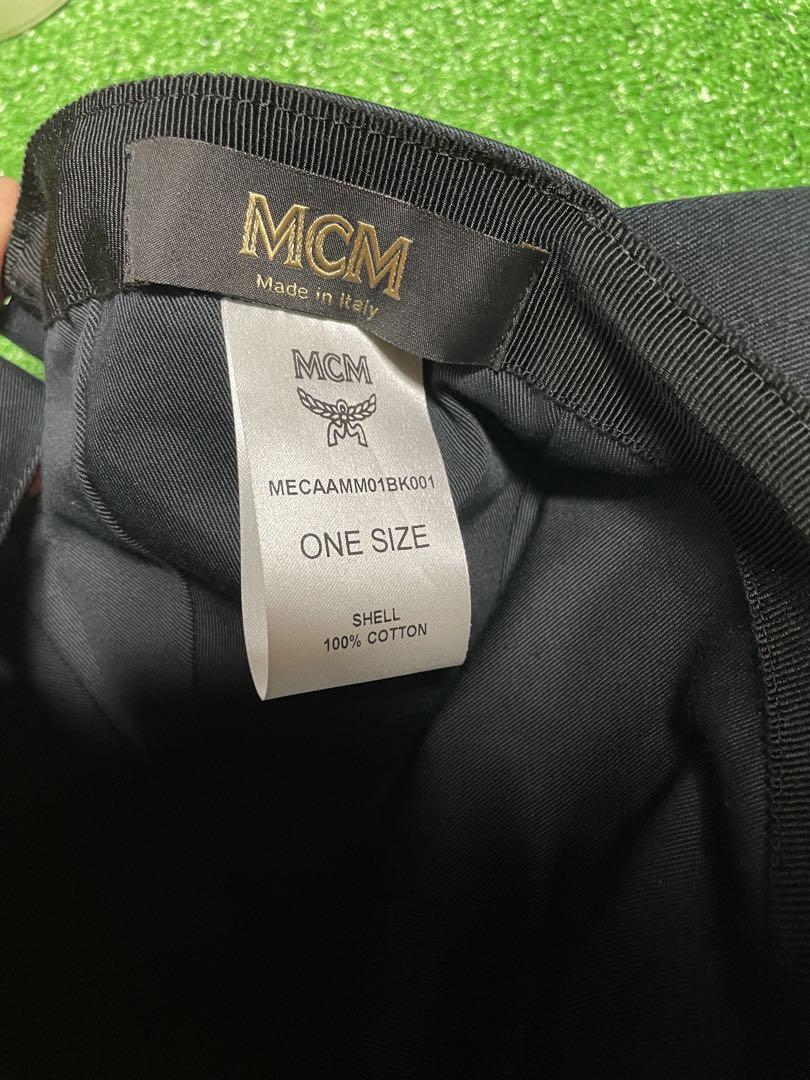 MCM
Made in Italy
MCM
MECAAMM01BK001
ONE SIZE
SHELL
100% COTTON